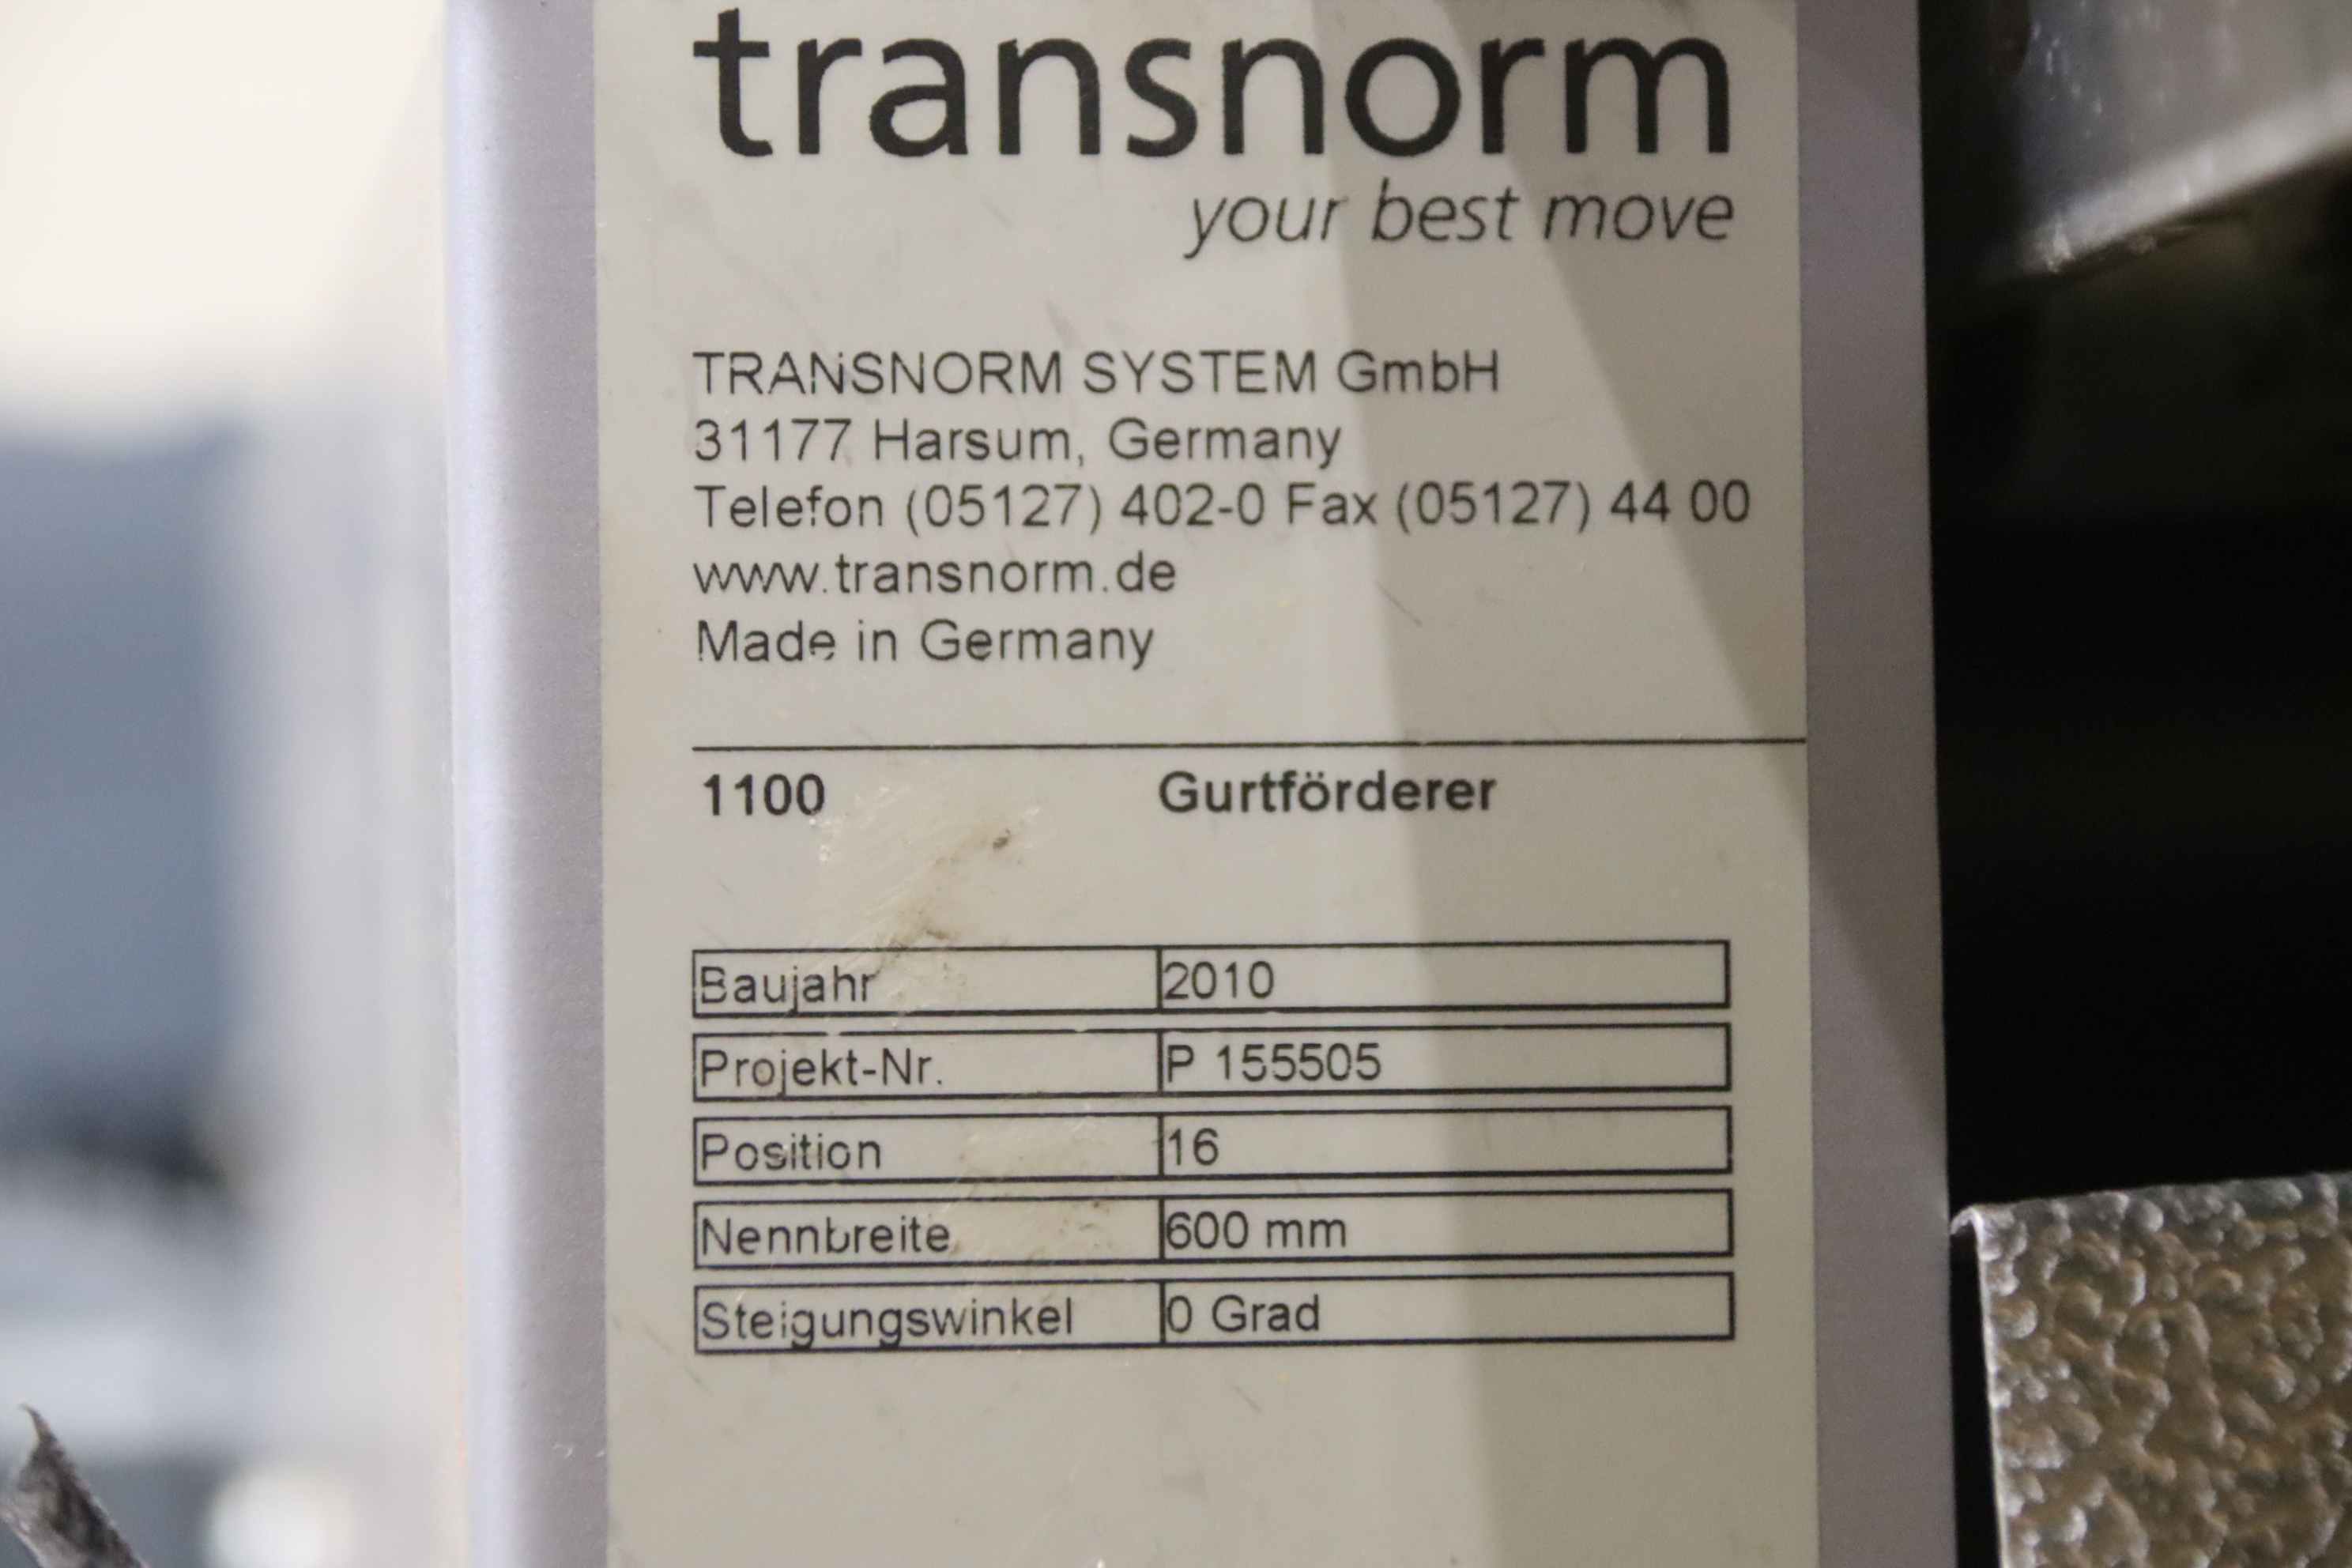 transnorm
your best move
TRANSNORM SYSTEM GmbH
31177 Harsum, Germany
Telefon (05127) 402-0 Fax (05127) 44 00
www.transnorm.de
Made in Germany
1100 Gurtförderer
Baujahr 2010
Projekt-Nr. P 155505
Position 16
Nennbreite 600 mm
Steigungswinkel 0 Grad